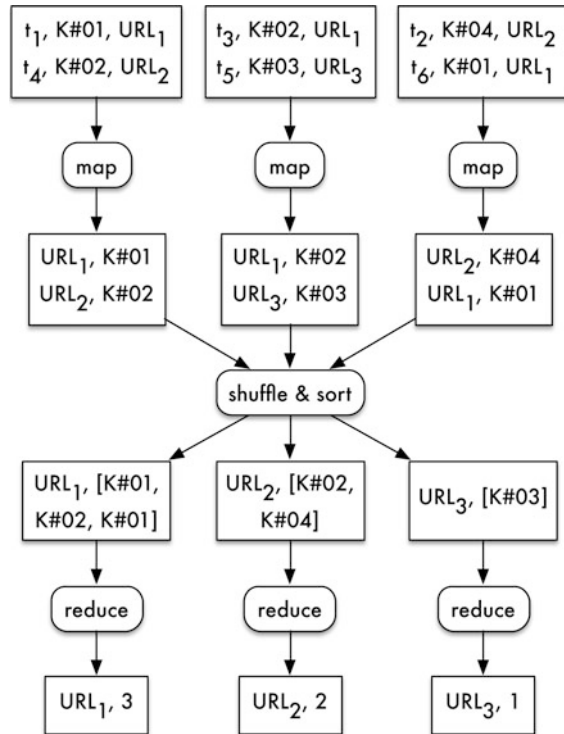 t₁, K#01, URL₁
t₄, K#02, URL₂
t₃, K#02, URL₁
t₅, K#03, URL₃
t₂, K#04, URL₂
t₆, K#01, URL₁
map
map
map
URL₁, K#01
URL₂, K#02
URL₁, K#02
URL₃, K#03
URL₂, K#04
URL₁, K#01
shuffle & sort
URL₁, [K#01,
K#02, K#01]
URL₂, [K#02,
K#04]
URL₃, [K#03]
reduce
reduce
reduce
URL₁, 3
URL₂, 2
URL₃, 1